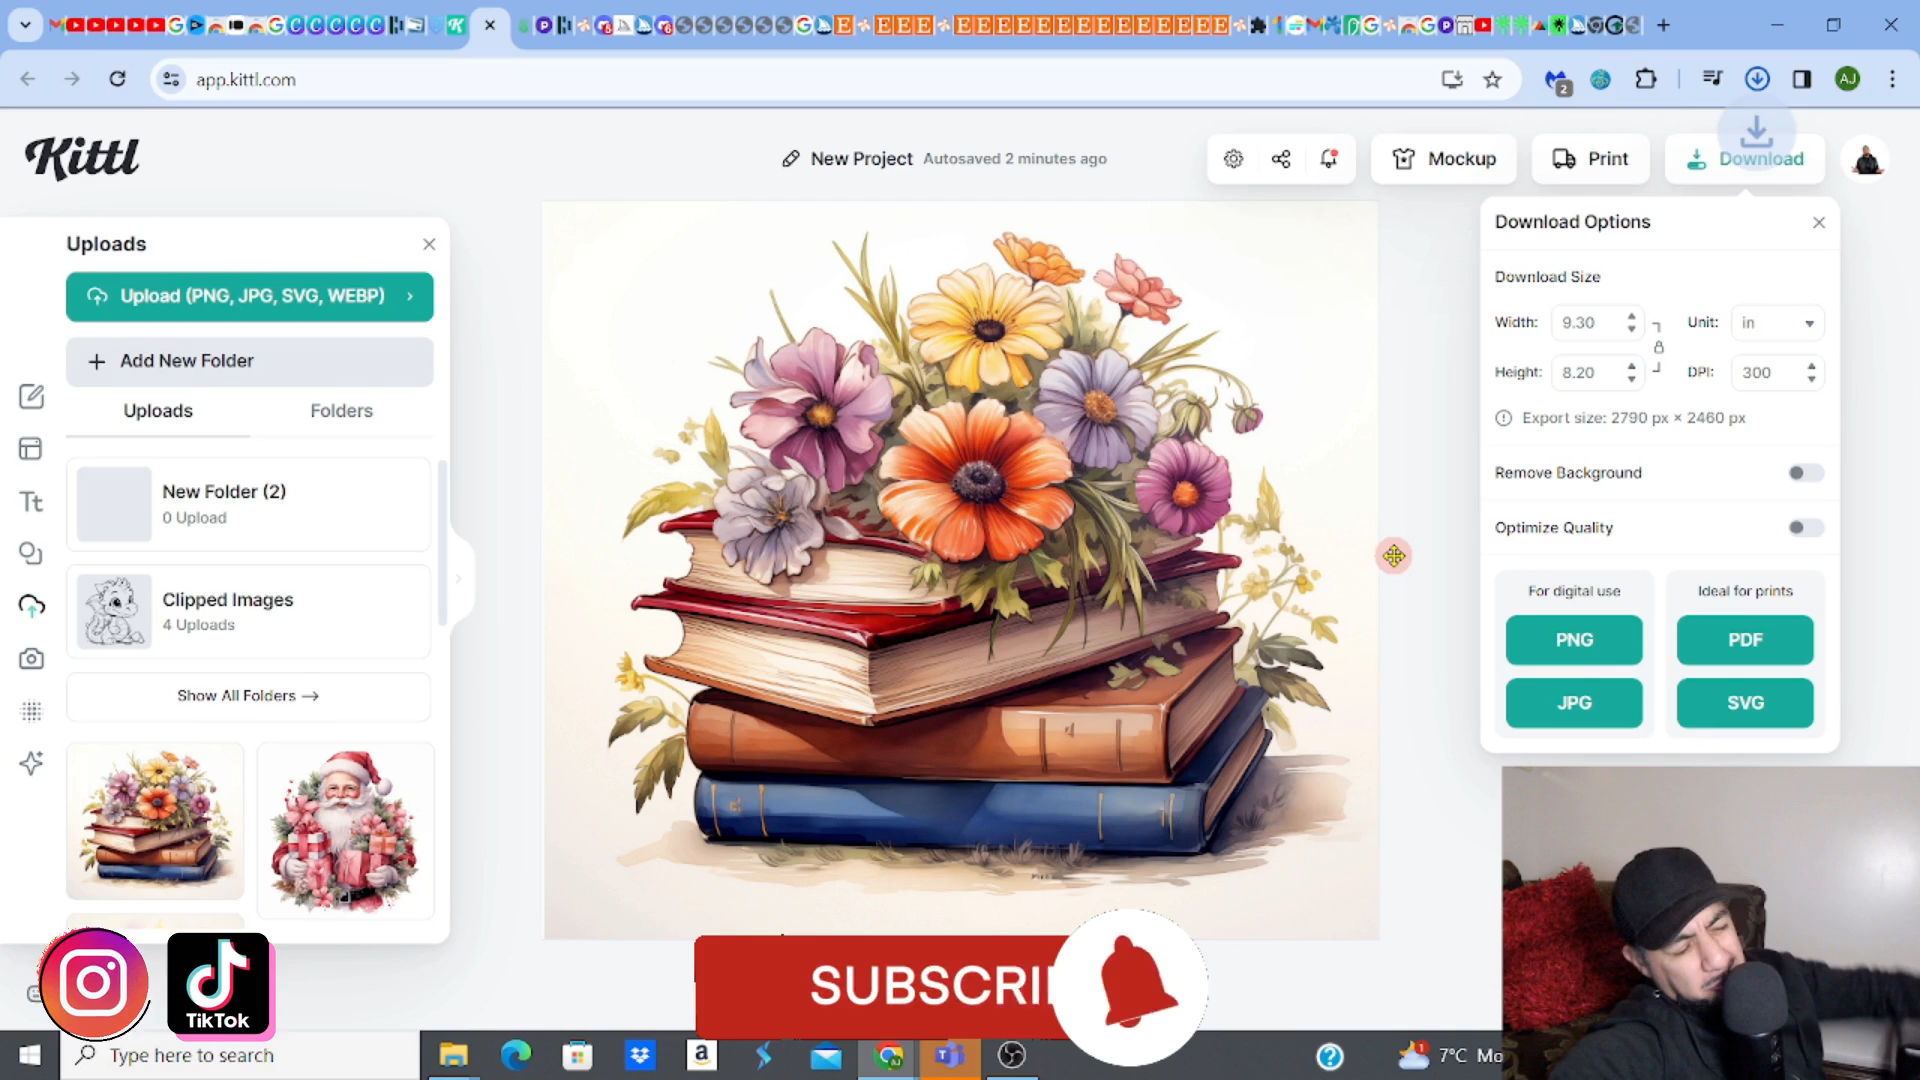 app.kittl.com
2
AJ
Kittl
New Project Autosaved 2 minutes ago
Mockup
Print
Download
Uploads
Upload (PNG, JPG, SVG, WEBP)
Add New Folder
Uploads
Folders
New Folder (2)
0 Upload
Clipped Images
4 Uploads
Show All Folders →
Tt
Download Options
Download Size
Width: 9.30
Unit: in
Height: 8.20
DPI: 300
Export size: 2790 px × 2460 px
Remove Background
Optimize Quality
For digital use
Ideal for prints
PNG
PDF
JPG
SVG
SUBSCRI
TikTok
Type here to search
7°C Mo